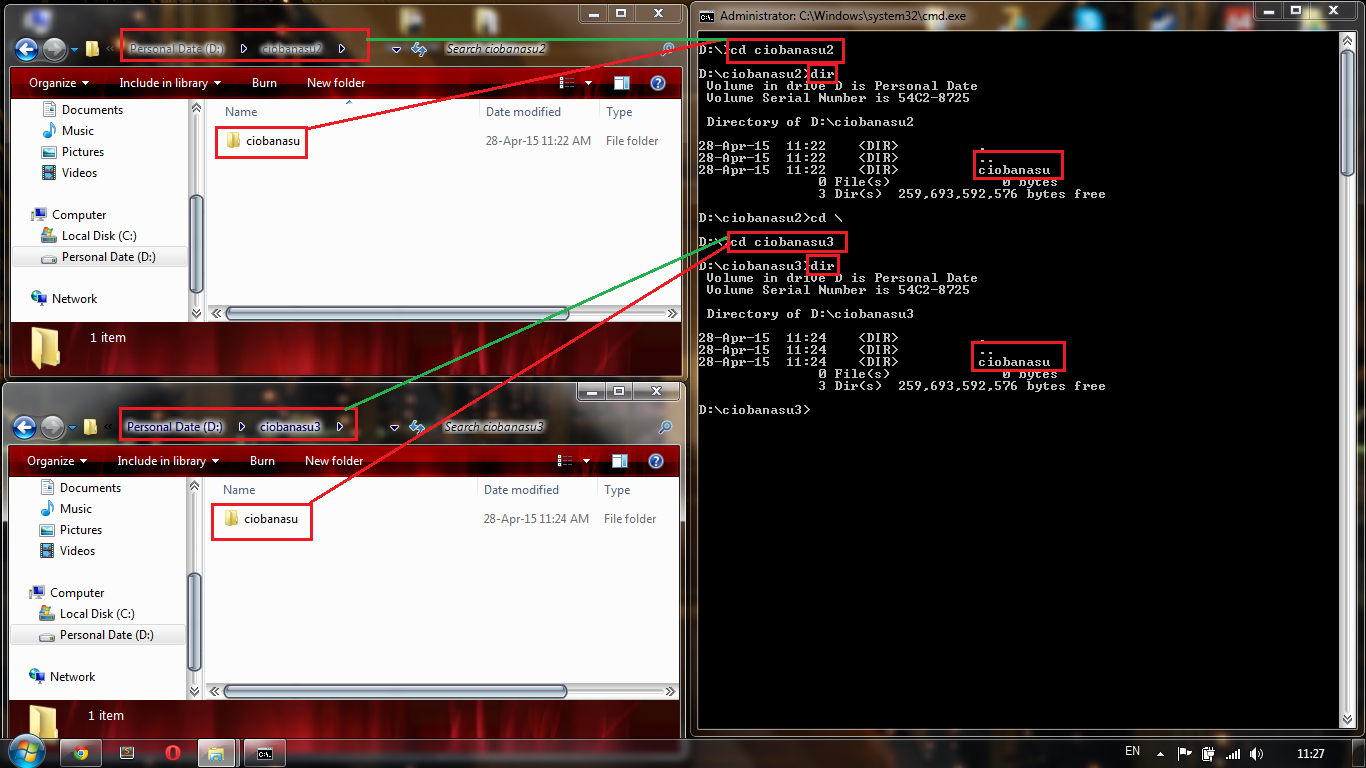 Personal Date (D:) ciobanasu2 Search ciobanasu2
Organize Include in library Burn New folder
Name Date modified Type
Documents
Music
Pictures
Videos
Computer
Local Disk (C:)
Personal Date (D:)
Network
ciobanasu 28-Apr-15 11:22 AM File folder
1 item
Personal Date (D:) ciobanasu3 Search ciobanasu3
Organize Include in library Burn New folder
Name Date modified Type
Documents
Music
Pictures
Videos
Computer
Local Disk (C:)
Personal Date (D:)
Network
ciobanasu 28-Apr-15 11:24 AM File folder
1 item
Administrator: C:\Windows\system32\cmd.exe
D:\>cd ciobanasu2
D:\ciobanasu2>dir
Volume in drive D is Personal Date
Volume Serial Number is 54C2-8725
Directory of D:\ciobanasu2
28-Apr-15 11:22 <DIR> .
28-Apr-15 11:22 <DIR> ..
28-Apr-15 11:22 <DIR> ciobanasu
0 File(s) 0 bytes
3 Dir(s) 259,693,592,576 bytes free
D:\ciobanasu2>cd \
D:\>cd ciobanasu3
D:\ciobanasu3>dir
Volume in drive D is Personal Date
Volume Serial Number is 54C2-8725
Directory of D:\ciobanasu3
28-Apr-15 11:24 <DIR> .
28-Apr-15 11:24 <DIR> ..
28-Apr-15 11:24 <DIR> ciobanasu
0 File(s) 0 bytes
3 Dir(s) 259,693,592,576 bytes free
D:\ciobanasu3>
EN 11:27